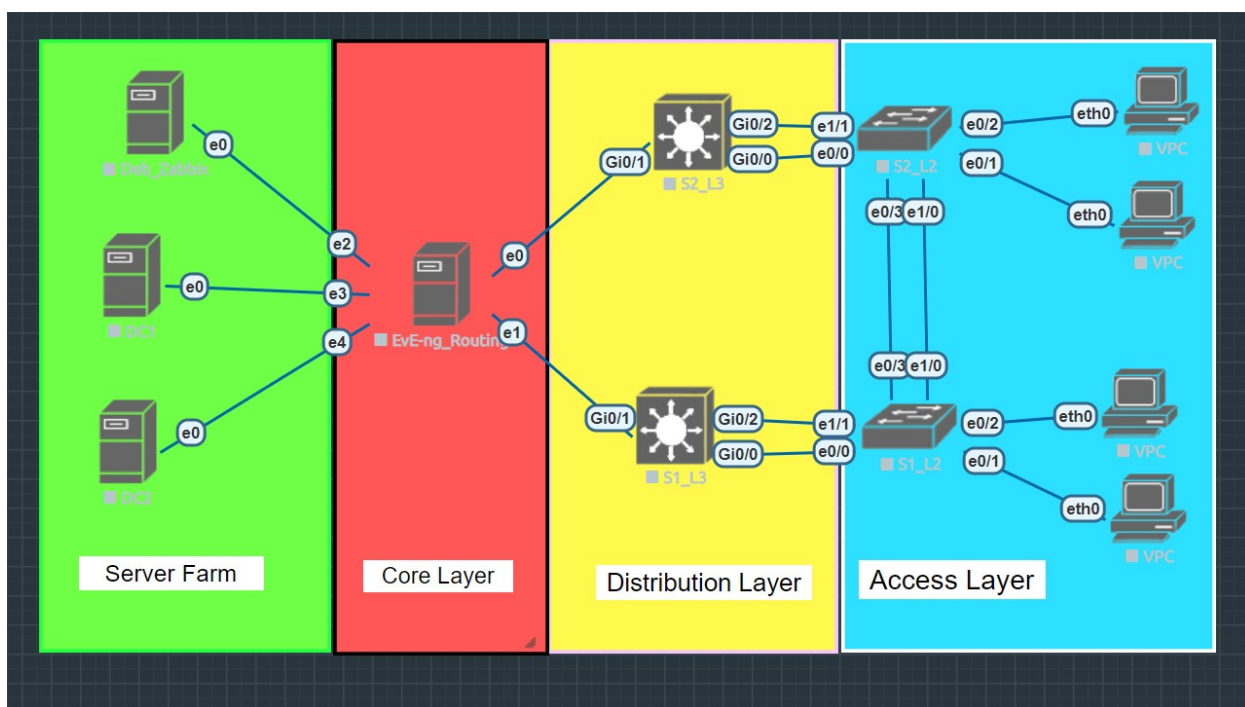 Deb_Zabbix
e0
DC1
e0
DC2
e0
Server Farm
e2
e3
e4
EvE-ng_Routing
e0
e1
Core Layer
Gi0/1
S2_L3
Gi0/2
Gi0/0
Gi0/1
S1_L3
Gi0/2
Gi0/0
Distribution Layer
e1/1
e0/0
S2_L2
e0/2
e0/1
e0/3
e1/0
eth0
VPC
eth0
VPC
e0/3
e1/0
e1/1
e0/0
S1_L2
e0/2
e0/1
eth0
VPC
eth0
VPC
Access Layer